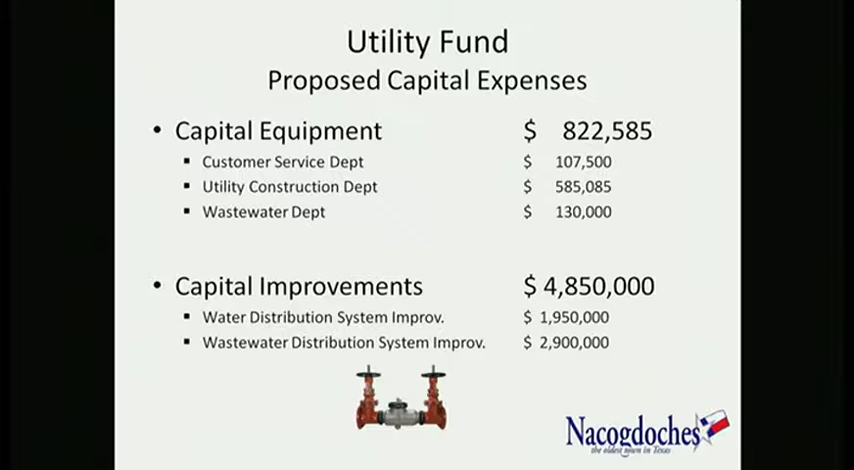 Utility Fund
Proposed Capital Expenses
• Capital Equipment $ 822,585
▪ Customer Service Dept $ 107,500
▪ Utility Construction Dept $ 585,085
▪ Wastewater Dept $ 130,000
• Capital Improvements $ 4,850,000
▪ Water Distribution System Improv. $ 1,950,000
▪ Wastewater Distribution System Improv. $ 2,900,000
Nacogdoches
the oldest town in Texas